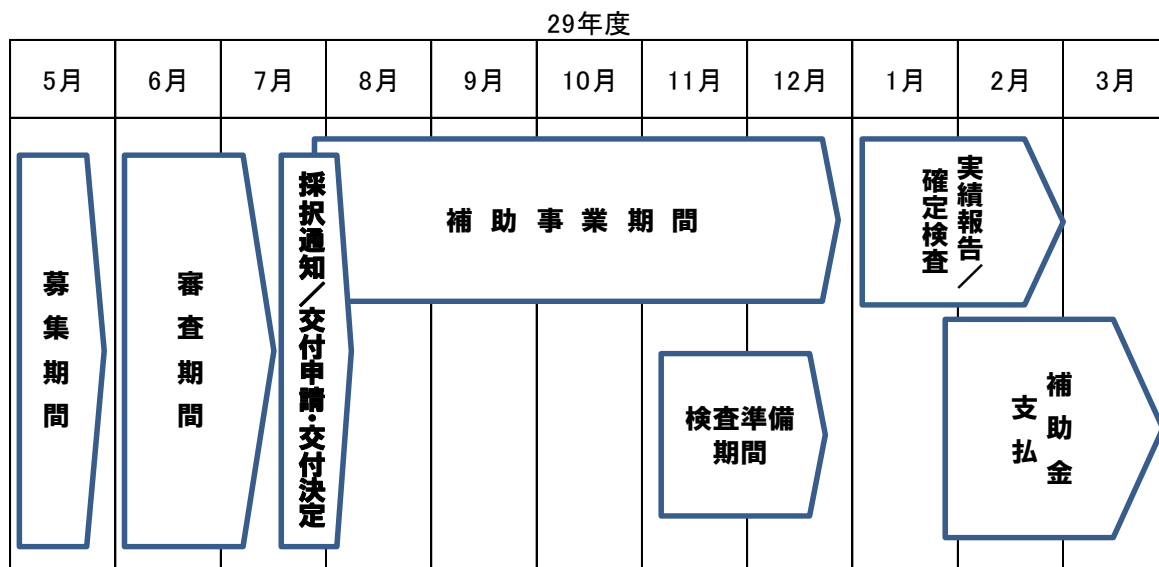 29年度
5月
6月
7月
8月
9月
10月
11月
12月
1月
2月
3月
募集期間
審査期間
採択通知／交付申請・交付決定
補助事業期間
検査準備
期間
実績報告／
確定検査
補助金
支払